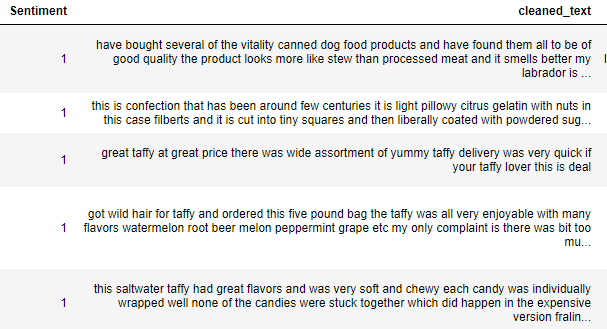 Sentiment cleaned_text
have bought several of the vitality canned dog food products and have found them all to be of
1 good quality the product looks more like stew than processed meat and it smells better my
labrador is ...
this is confection that has been around few centuries it is light pillowy citrus gelatin with nuts in
1 this case filberts and it is cut into tiny squares and then liberally coated with powdered sug...
great taffy at great price there was wide assortment of yummy taffy delivery was very quick if
1 your taffy lover this is deal
got wild hair for taffy and ordered this five pound bag the taffy was all very enjoyable with many
1 flavors watermelon root beer melon peppermint grape etc my only complaint is there was bit too
mu...
this saltwater taffy had great flavors and was very soft and chewy each candy was individually
1 wrapped well none of the candies were stuck together which did happen in the expensive
version fralin...